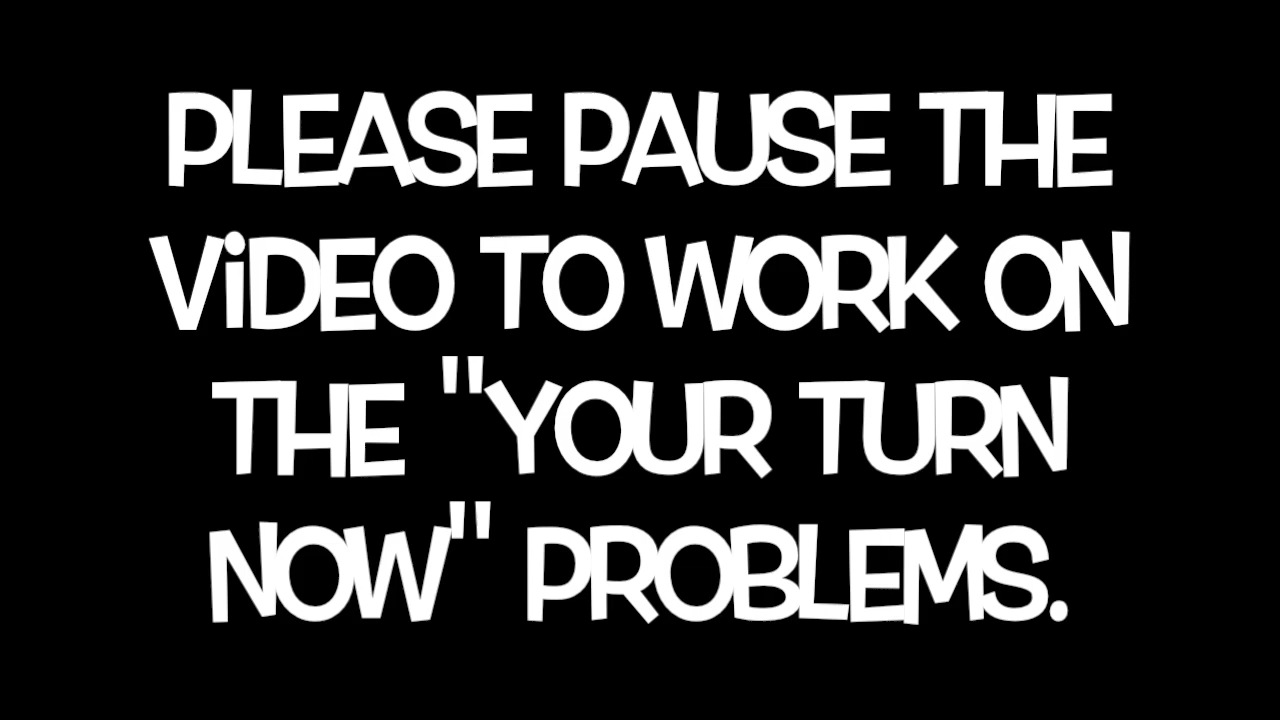 PLEASE PAUSE THE
ViDEO TO WORK ON
THE "YOUR TURN
NOW" PROBLEMS.